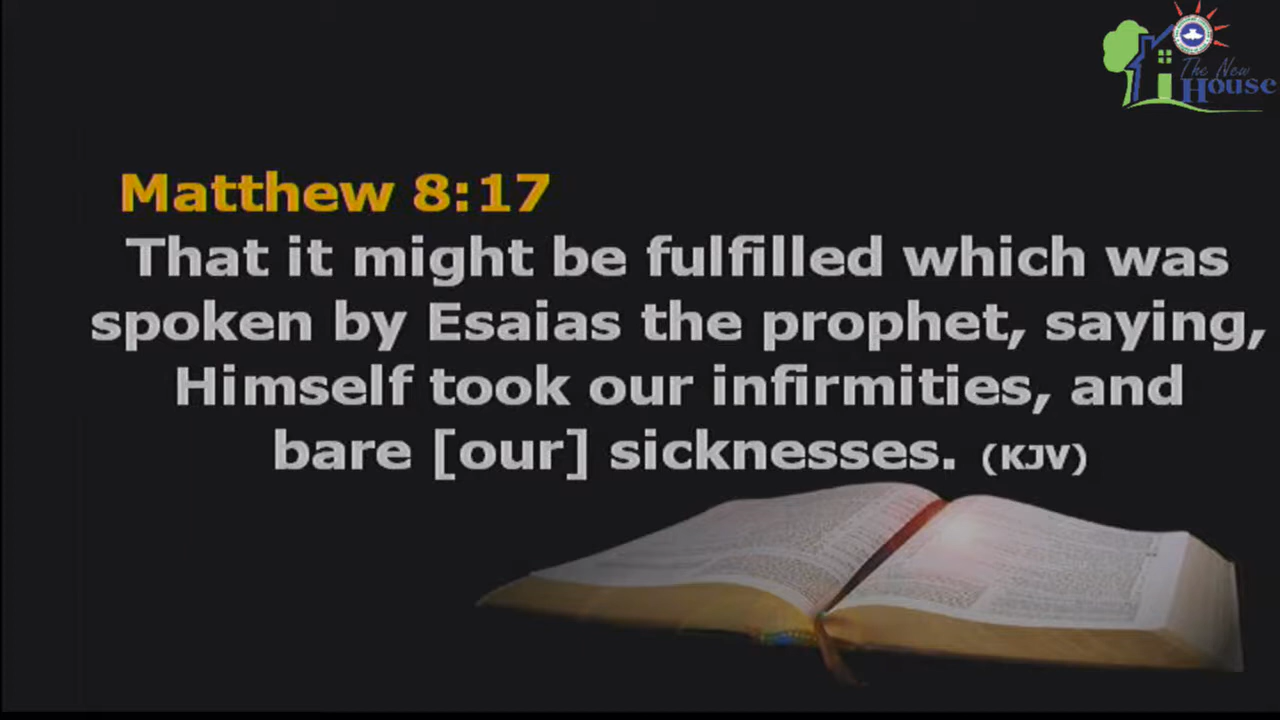 The New
House
Matthew 8:17
That it might be fulfilled which was
spoken by Esaias the prophet, saying,
Himself took our infirmities, and
bare [our] sicknesses. (KJV)